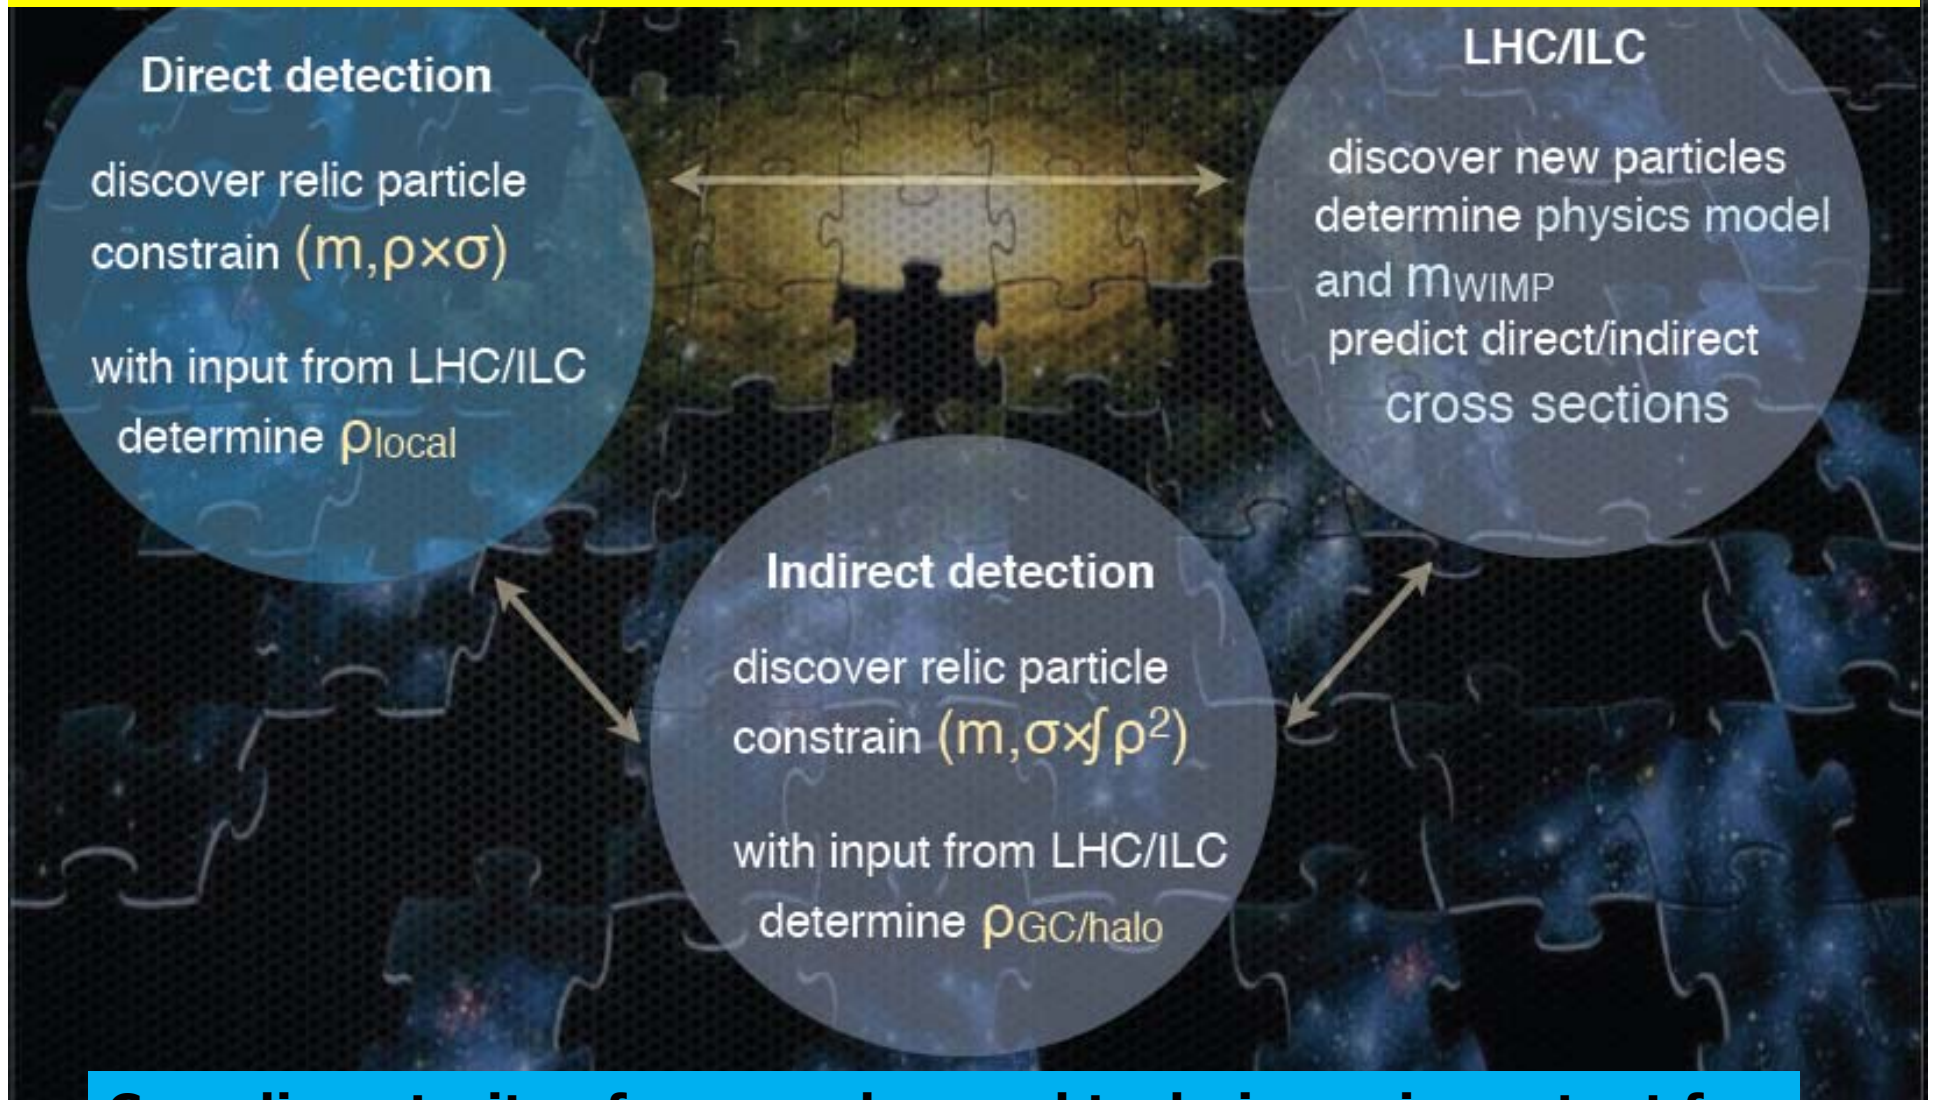 Direct detection
discover relic particle
constrain (m,ρ×σ)
with input from LHC/ILC
determine ρlocal
LHC/ILC
discover new particles
determine physics model
and mWIMP
predict direct/indirect
cross sections
Indirect detection
discover relic particle
constrain (m,σ×∫ρ²)
with input from LHC/ILC
determine ρGC/halo